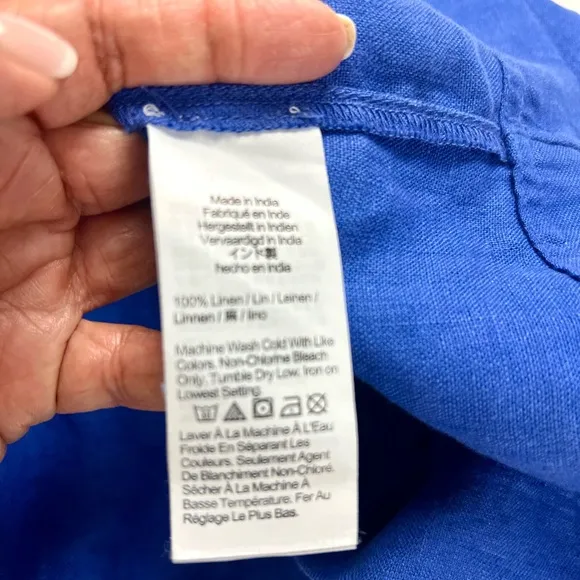 Made in India
Fabriqué en Inde
Hergestellt in Indien
Vervaardigd in India
インド製
hecho en india
100% Linen / Lin / Leinen /
Linnen / 麻 / lino
Machine Wash Cold With Like
Colors. Non-Chlorine Bleach
Only. Tumble Dry Low. Iron on
Lowest Setting.
Laver À La Machine À L'Eau
Froide En Séparant Les
Couleurs. Seulement Agent
De Blanchiment Non-Chloré.
Sécher À La Machine À
Basse Température. Fer Au
Réglage Le Plus Bas.